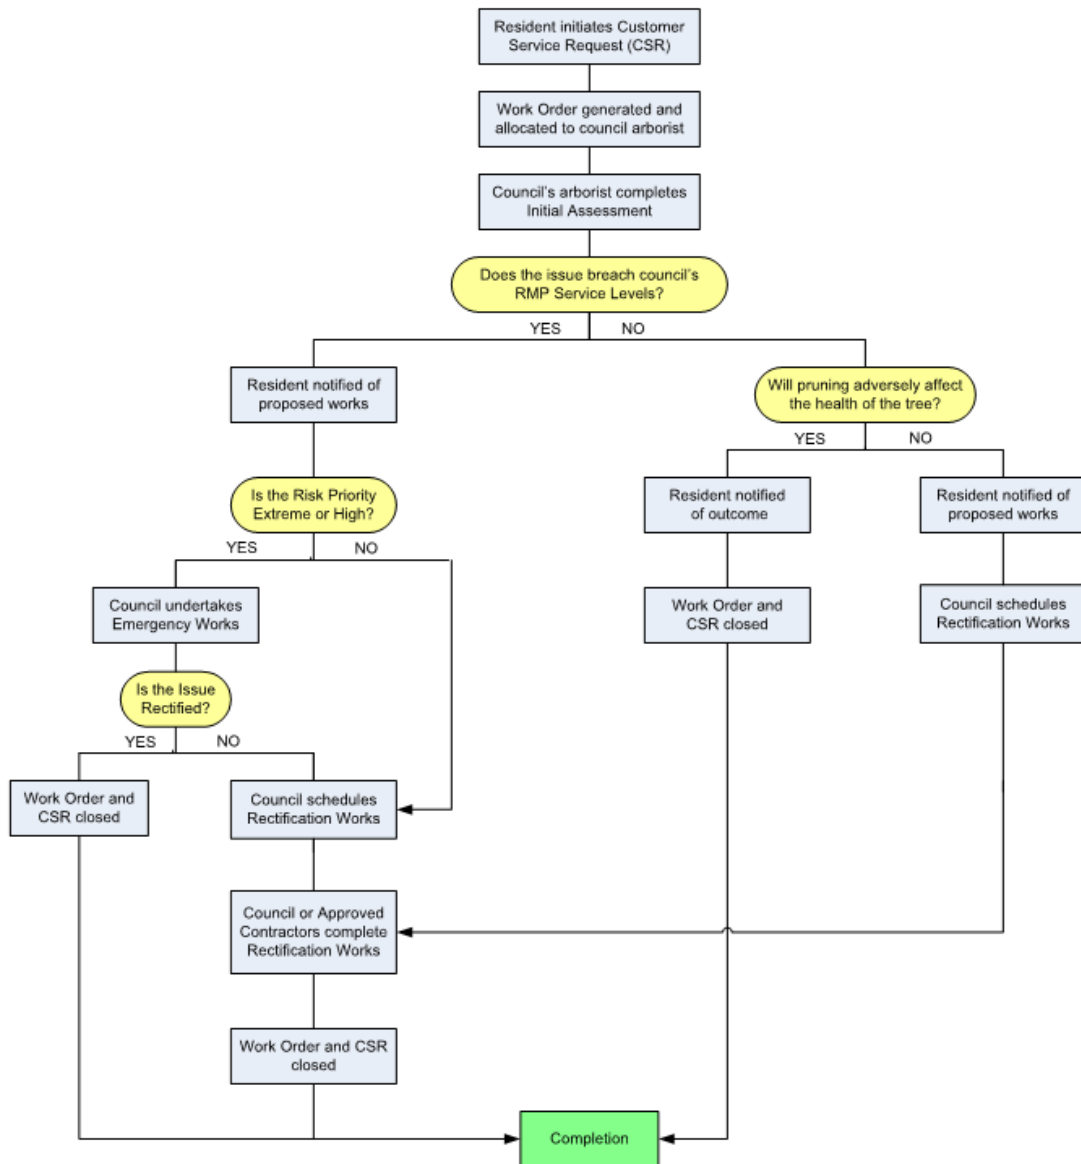 Resident initiates Customer
Service Request (CSR)
Work Order generated and
allocated to council arborist
Council's arborist completes
Initial Assessment
Does the issue breach council's
RMP Service Levels?
YES
NO
Resident notified of
proposed works
Will pruning adversely affect
the health of the tree?
YES
NO
Is the Risk Priority
Extreme or High?
Resident notified
of outcome
Resident notified of
proposed works
YES
NO
Council undertakes
Emergency Works
Work Order and
CSR closed
Council schedules
Rectification Works
Is the Issue
Rectified?
YES
NO
Work Order and
CSR closed
Council schedules
Rectification Works
Council or Approved
Contractors complete
Rectification Works
Work Order and CSR
closed
Completion